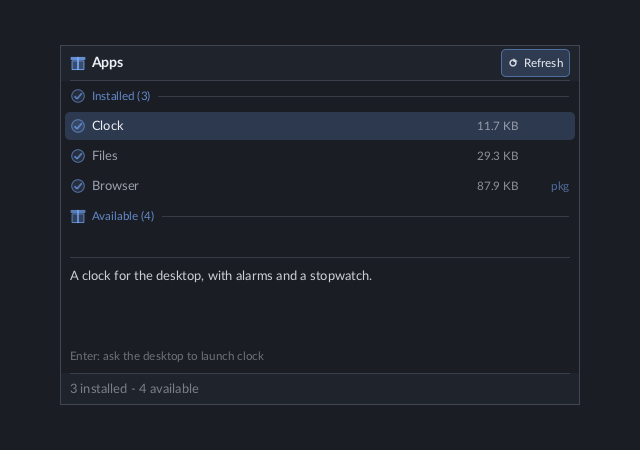 Apps
Refresh
Installed (3)
Clock 11.7 KB
Files 29.3 KB
Browser 87.9 KB pkg
Available (4)
A clock for the desktop, with alarms and a stopwatch.
Enter: ask the desktop to launch clock
3 installed - 4 available